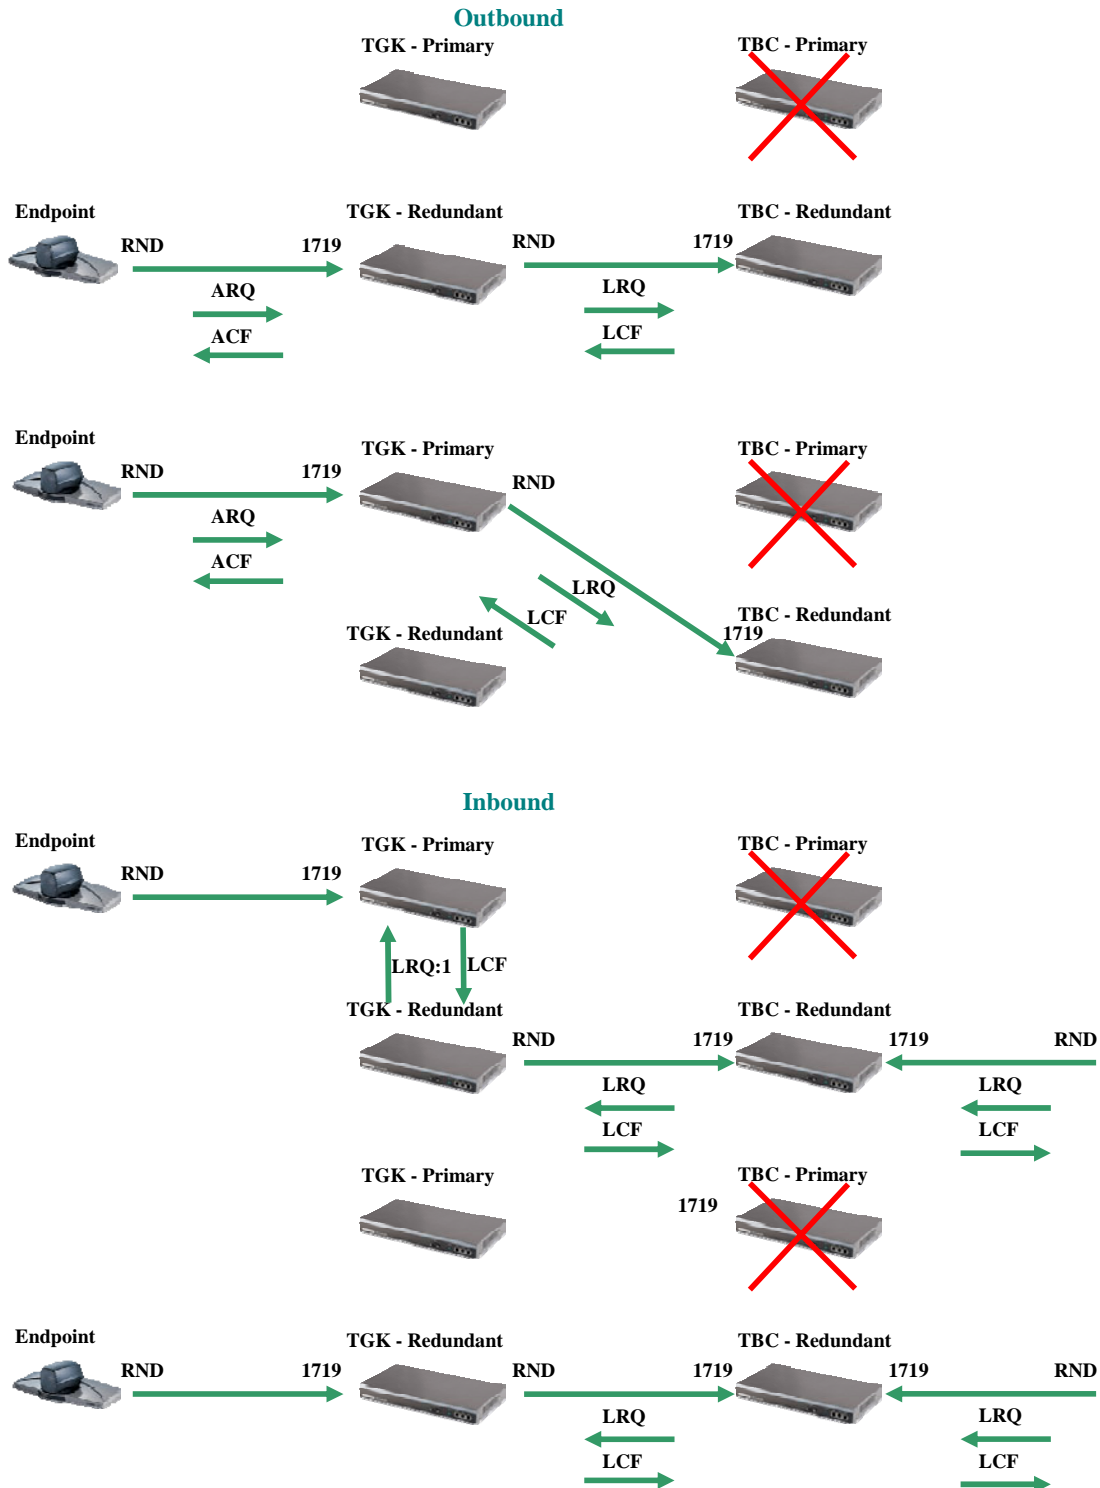 Outbound
TGK - Primary
TBC - Primary
Endpoint
TGK - Redundant
TBC - Redundant
RND
1719
RND
1719
ARQ
LRQ
ACF
LCF
Endpoint
TGK - Primary
TBC - Primary
RND
1719
RND
ARQ
ACF
LRQ
LCF
TGK - Redundant
TBC - Redundant
1719
Inbound
Endpoint
TGK - Primary
TBC - Primary
RND
1719
LRQ:1
LCF
TGK - Redundant
TBC - Redundant
RND
1719
1719
RND
LRQ
LRQ
LCF
LCF
TGK - Primary
TBC - Primary
1719
Endpoint
TGK - Redundant
TBC - Redundant
RND
1719
RND
1719
1719
RND
LRQ
LRQ
LCF
LCF